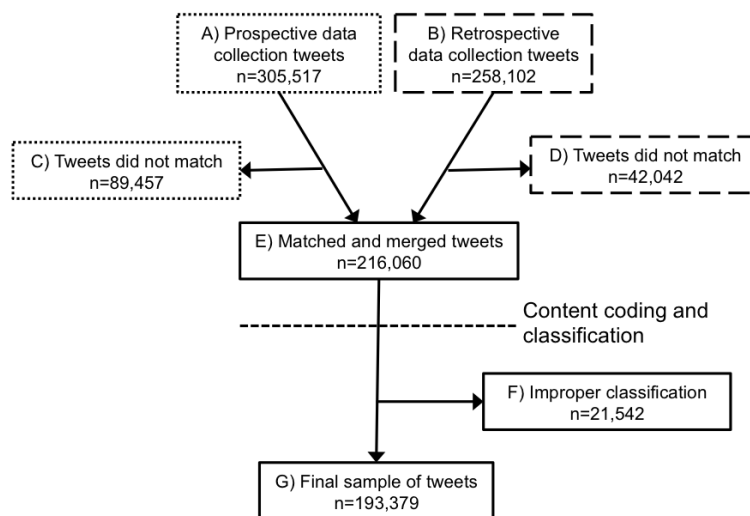 A) Prospective data
collection tweets
n=305,517
B) Retrospective
data collection tweets
n=258,102
C) Tweets did not match
n=89,457
D) Tweets did not match
n=42,042
E) Matched and merged tweets
n=216,060
Content coding and
classification
F) Improper classification
n=21,542
G) Final sample of tweets
n=193,379